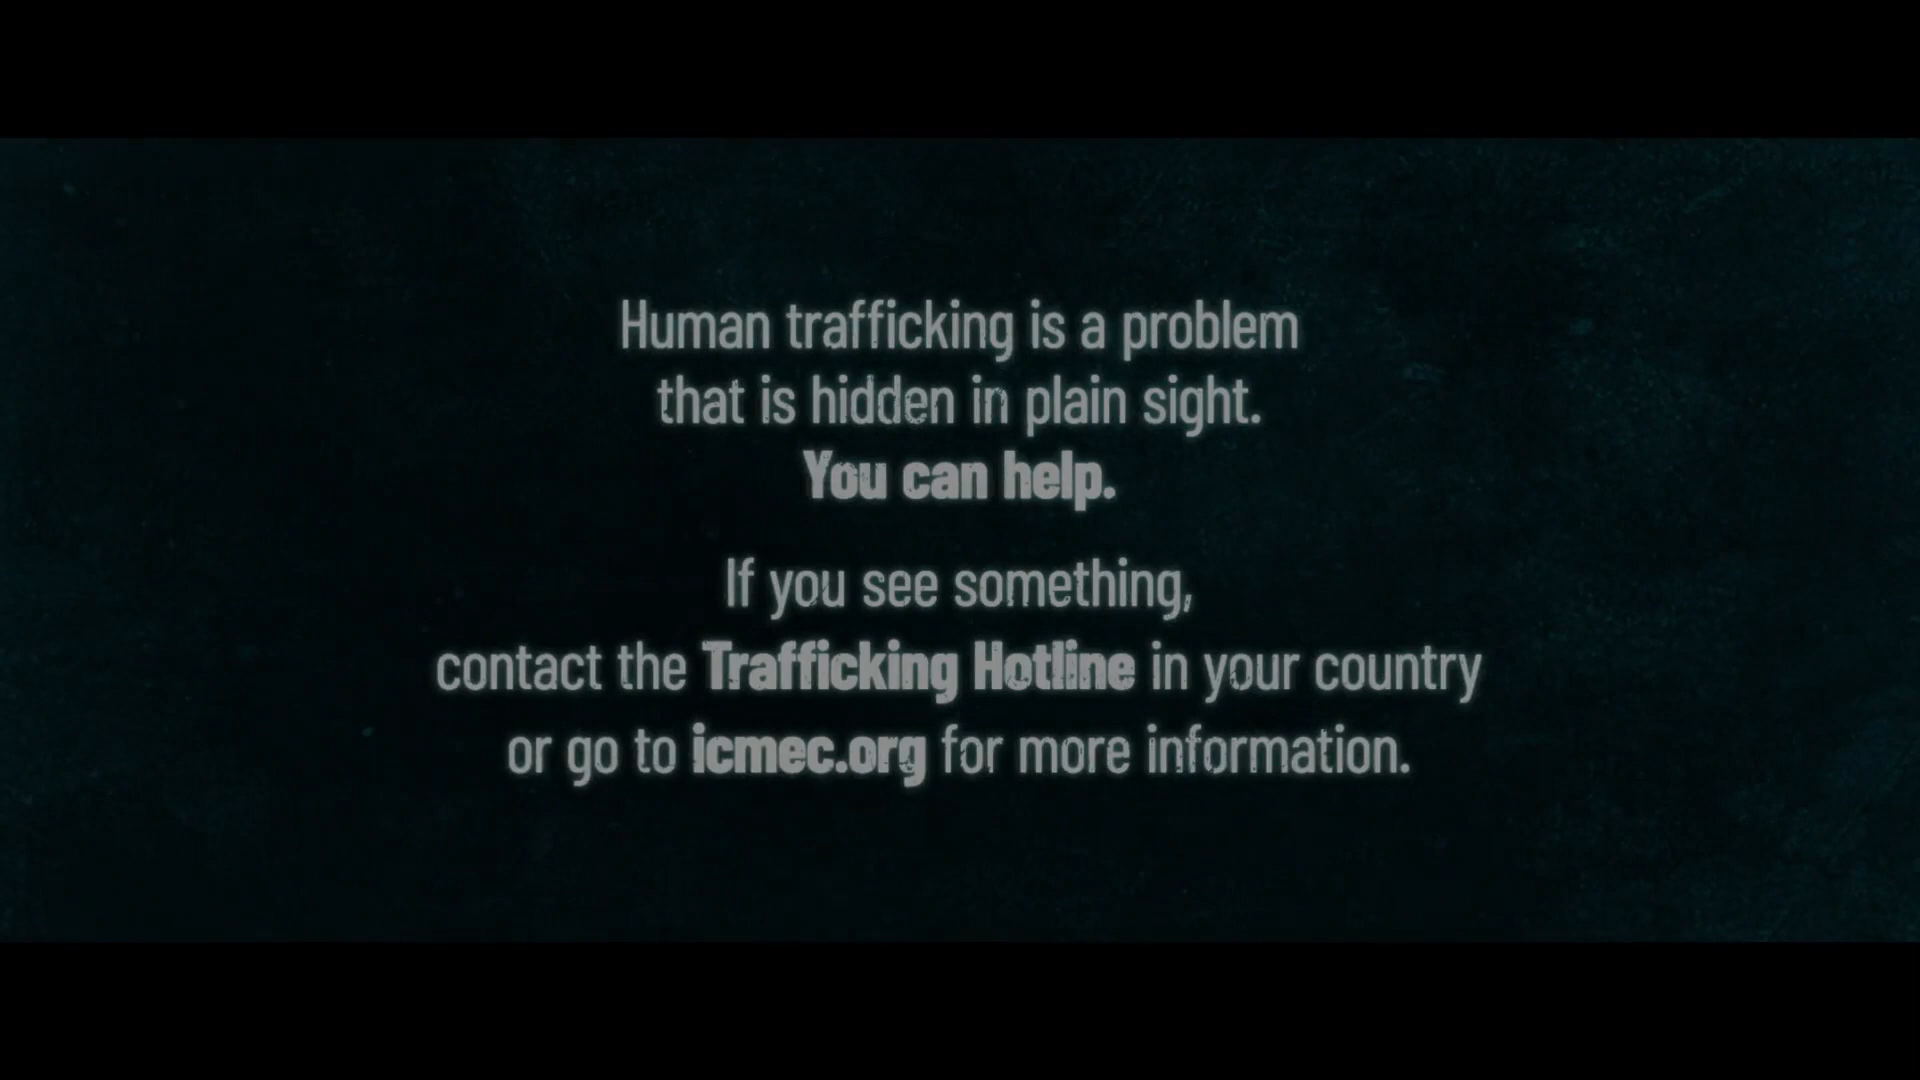 Human trafficking is a problem
that is hidden in plain sight.
You can help.
If you see something,
contact the Trafficking Hotline in your country
or go to icmec.org for more information.